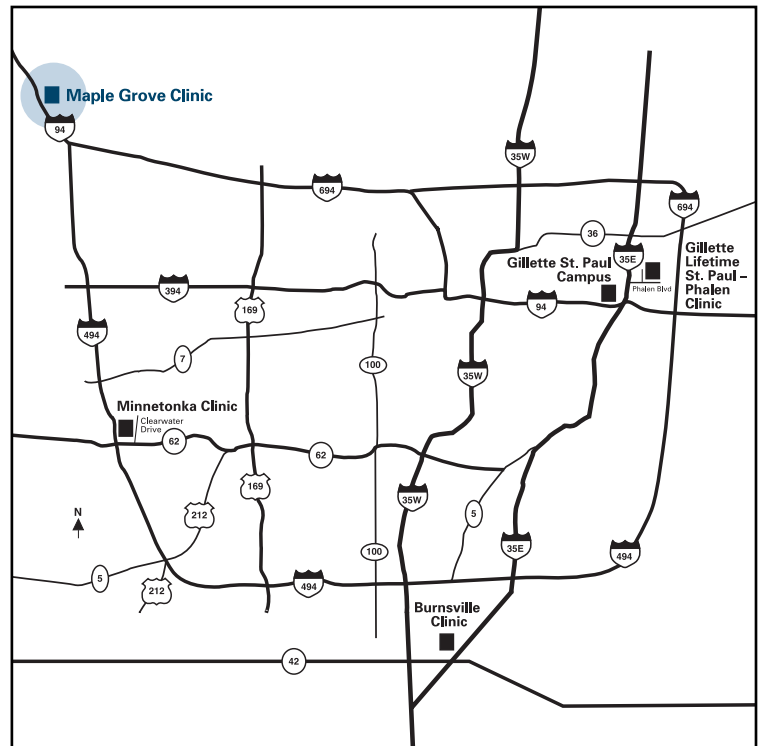 Maple Grove Clinic
94
35W
694
694
36
Gillette St. Paul
Campus
35E
Gillette
Lifetime
St. Paul –
Phalen
Clinic
Phalen Blvd
394
169
94
494
7
100
35W
Minnetonka Clinic
Clearwater
Drive
62
62
169
35W
N
212
5
100
35E
494
5
212
494
Burnsville
Clinic
42